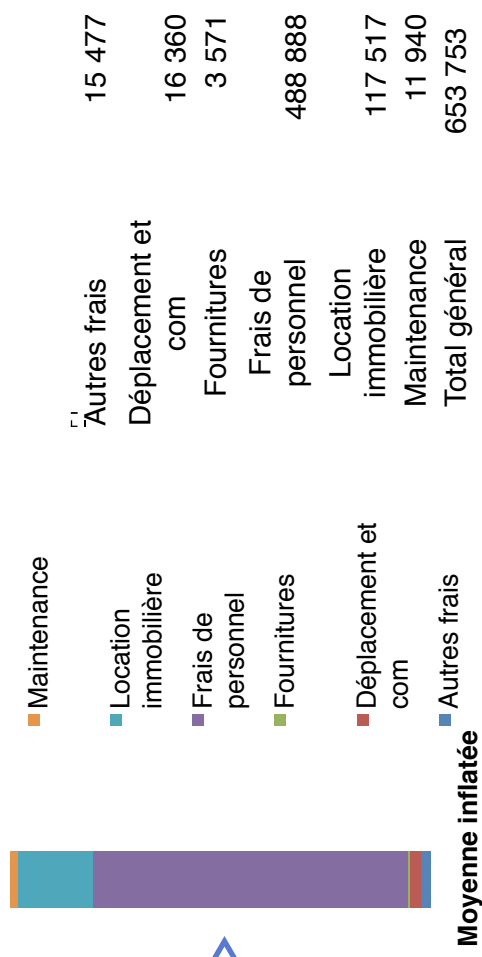 Maintenance
Location
immobilière
Frais de
personnel
Fournitures
Déplacement et
com
Autres frais
Moyenne inflatée
Autres frais 15 477
Déplacement et
com 16 360
Fournitures 3 571
Frais de
personnel 488 888
Location
immobilière 117 517
Maintenance 11 940
Total général 653 753